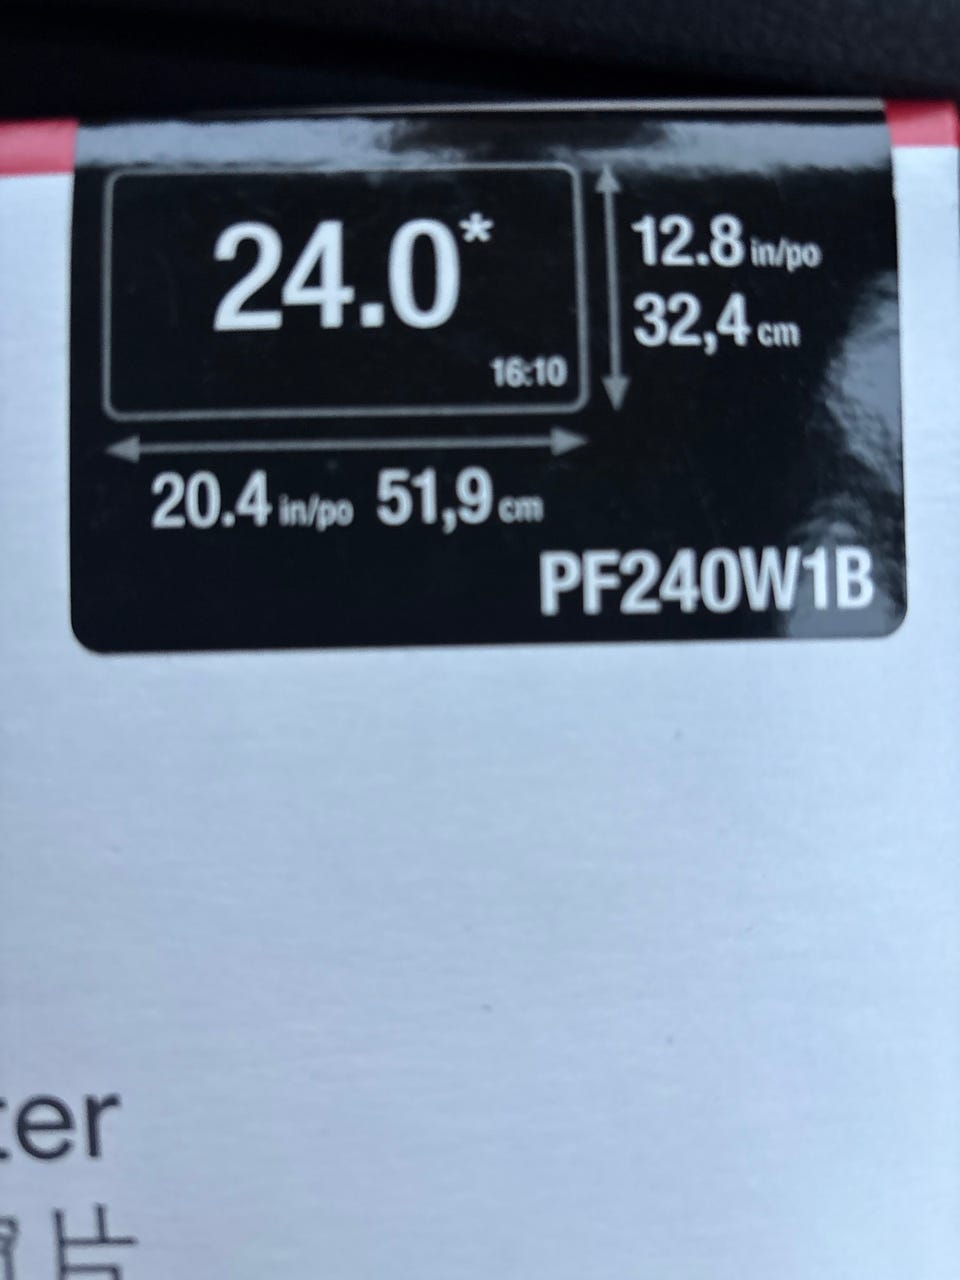 24.0*
16:10
12.8 in/po
32,4 cm
20.4 in/po 51,9 cm
PF240W1B
ter
片